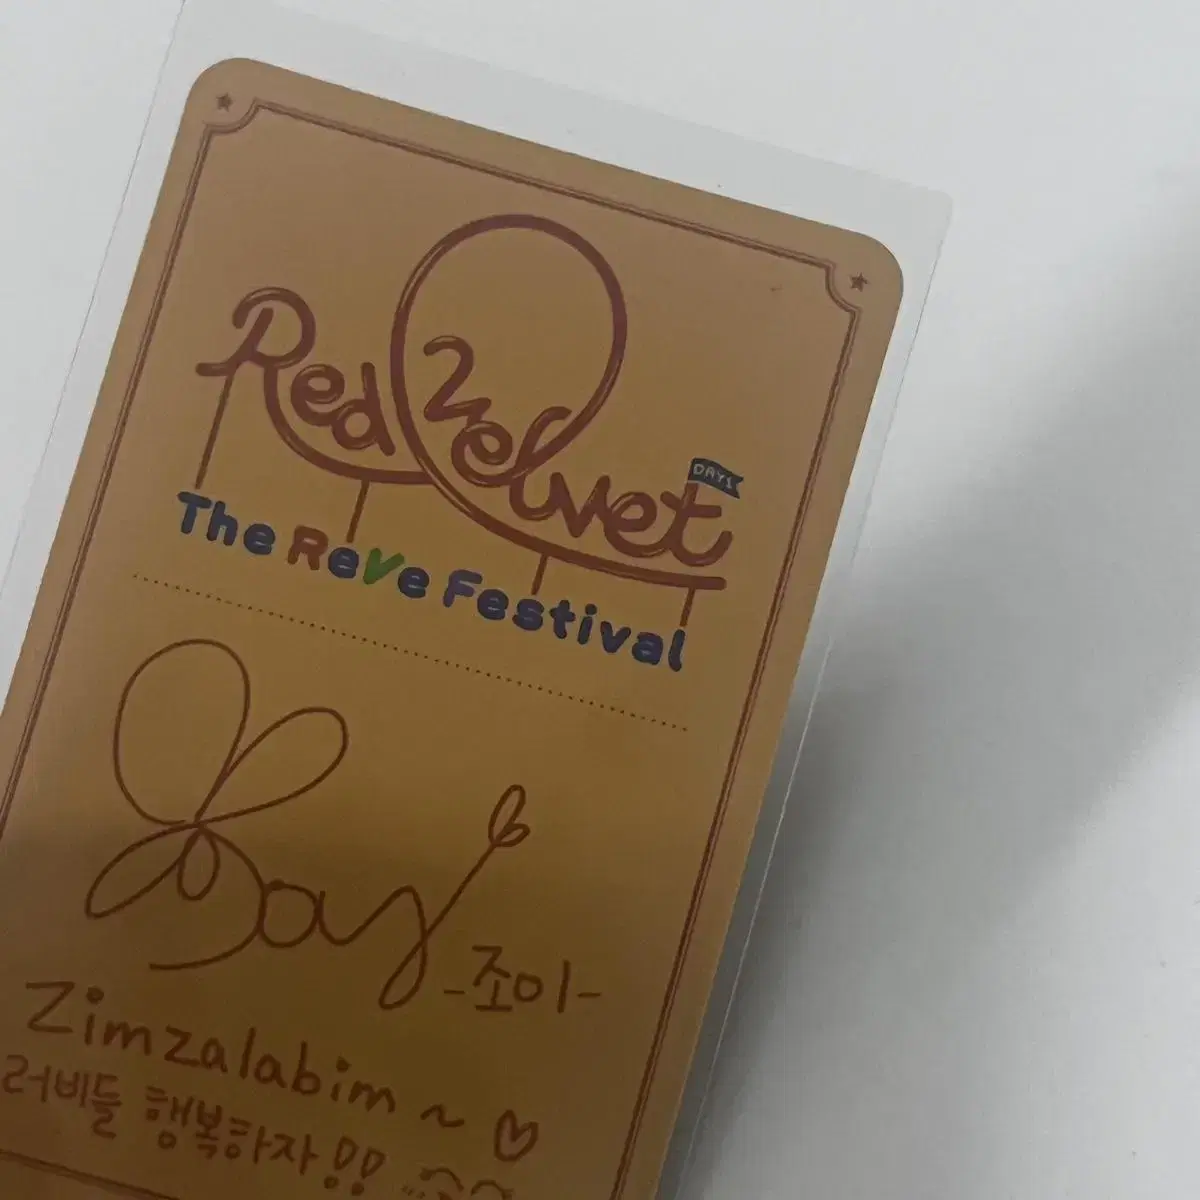 Red Velvet
DAY1
The ReVe Festival
Joy
-조이-
Zimzalabim ~ ♡
러비들 행복하자!!